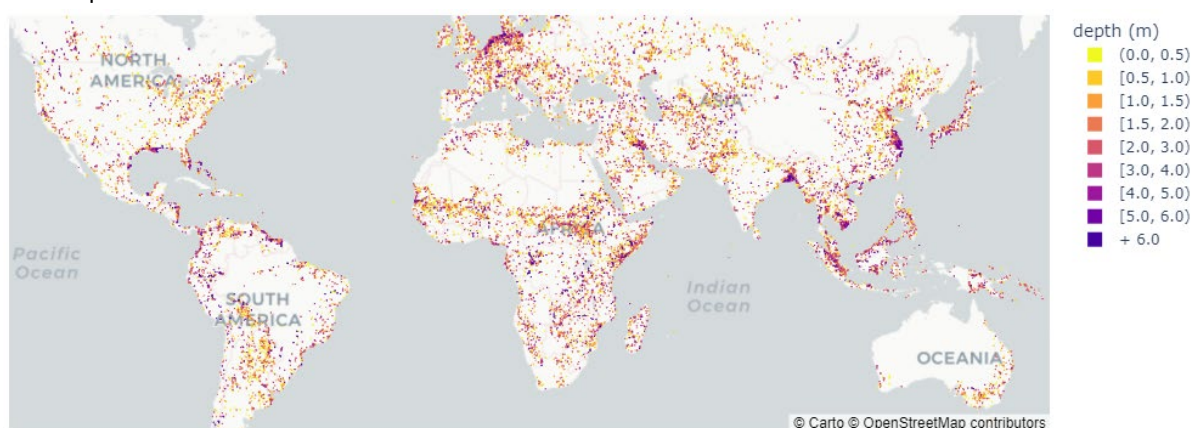 depth (m)
(0.0, 0.5)
[0.5, 1.0)
[1.0, 1.5)
[1.5, 2.0)
[2.0, 3.0)
[3.0, 4.0)
[4.0, 5.0)
[5.0, 6.0)
+ 6.0
NORTH
AMERICA
ASIA
AFRICA
Pacific
Ocean
Indian
Ocean
SOUTH
AMERICA
OCEANIA
© Carto © OpenStreetMap contributors